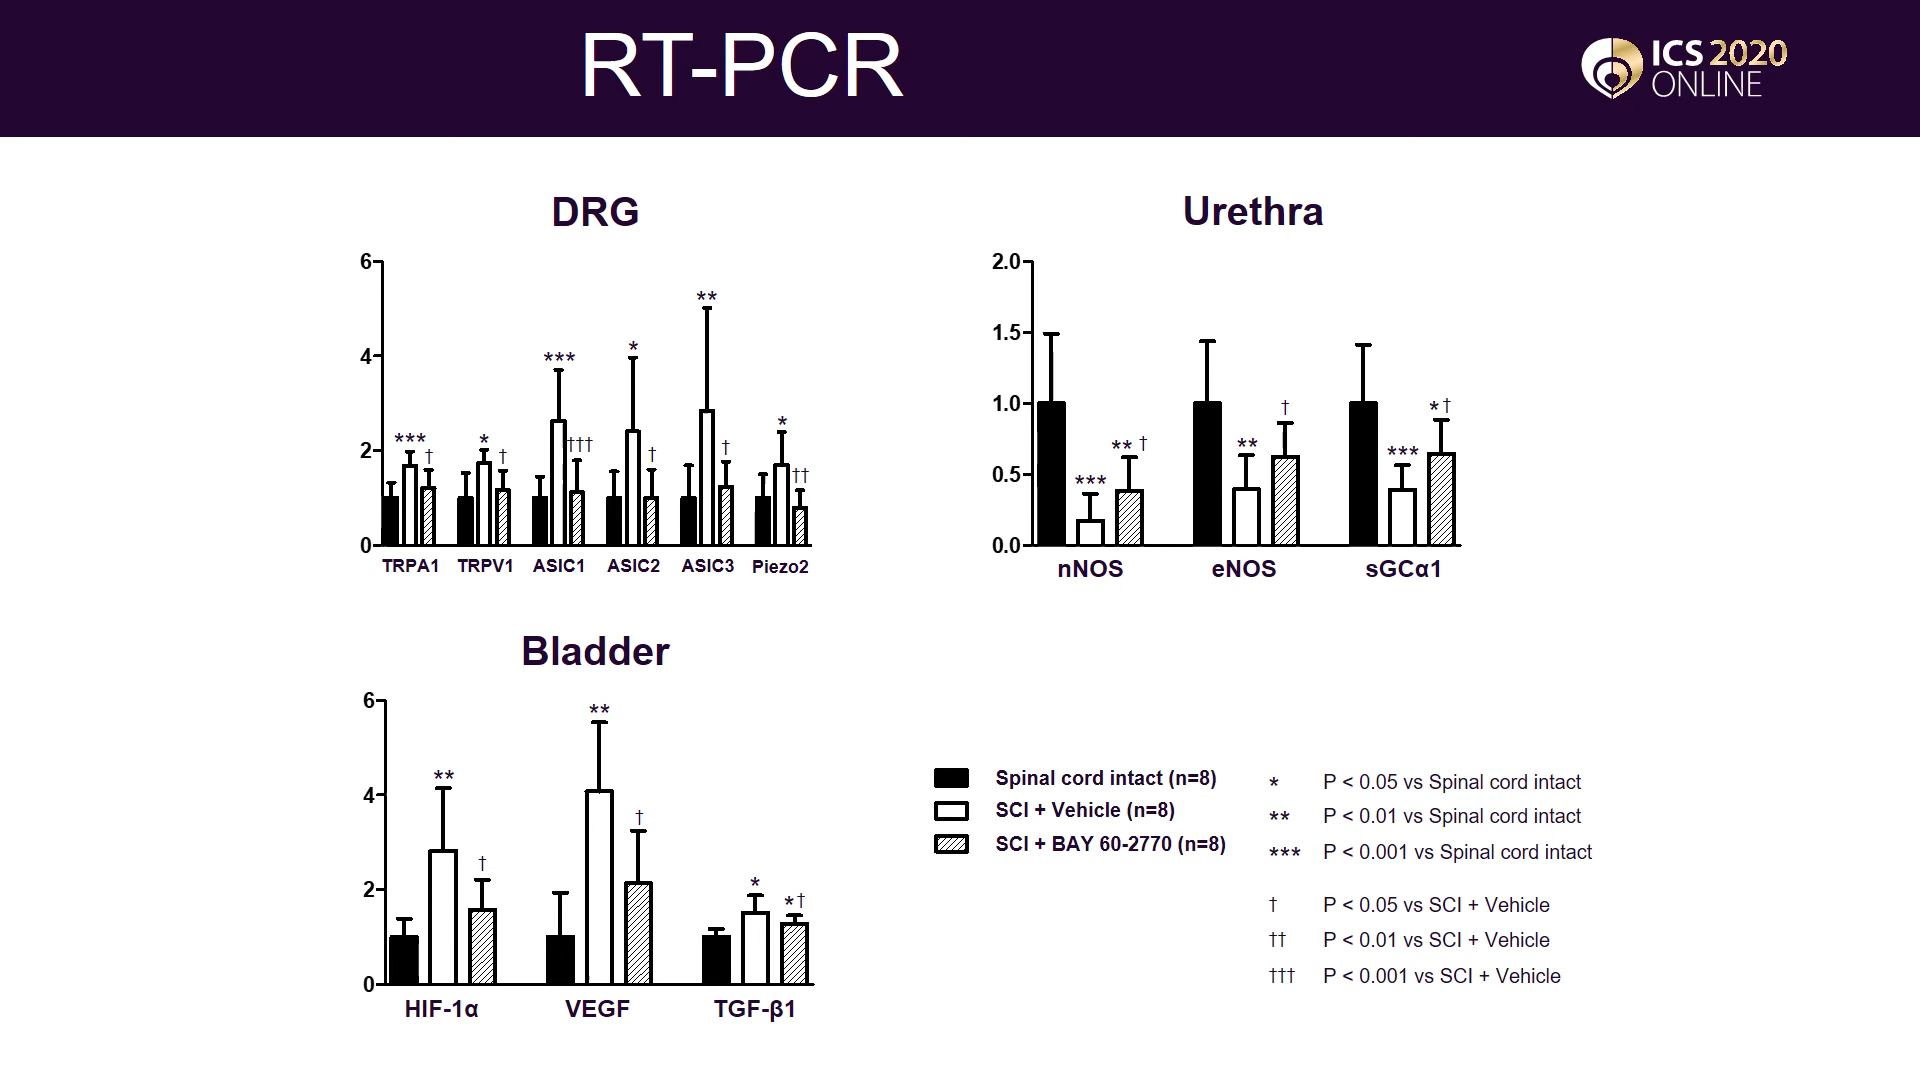 RT-PCR
ICS 2020
ONLINE
DRG
6
4
2
0
***
†
*
†
***
†††
*
†
**
†
*
††
TRPA1 TRPV1 ASIC1 ASIC2 ASIC3 Piezo2
Urethra
2.0
1.5
1.0
0.5
0.0
***
** †
**
†
***
* †
nNOS eNOS sGCα1
Bladder
6
4
2
0
**
†
**
†
*
* †
HIF-1α VEGF TGF-β1
Spinal cord intact (n=8)
SCI + Vehicle (n=8)
SCI + BAY 60-2770 (n=8)
* P < 0.05 vs Spinal cord intact
** P < 0.01 vs Spinal cord intact
*** P < 0.001 vs Spinal cord intact
† P < 0.05 vs SCI + Vehicle
†† P < 0.01 vs SCI + Vehicle
††† P < 0.001 vs SCI + Vehicle